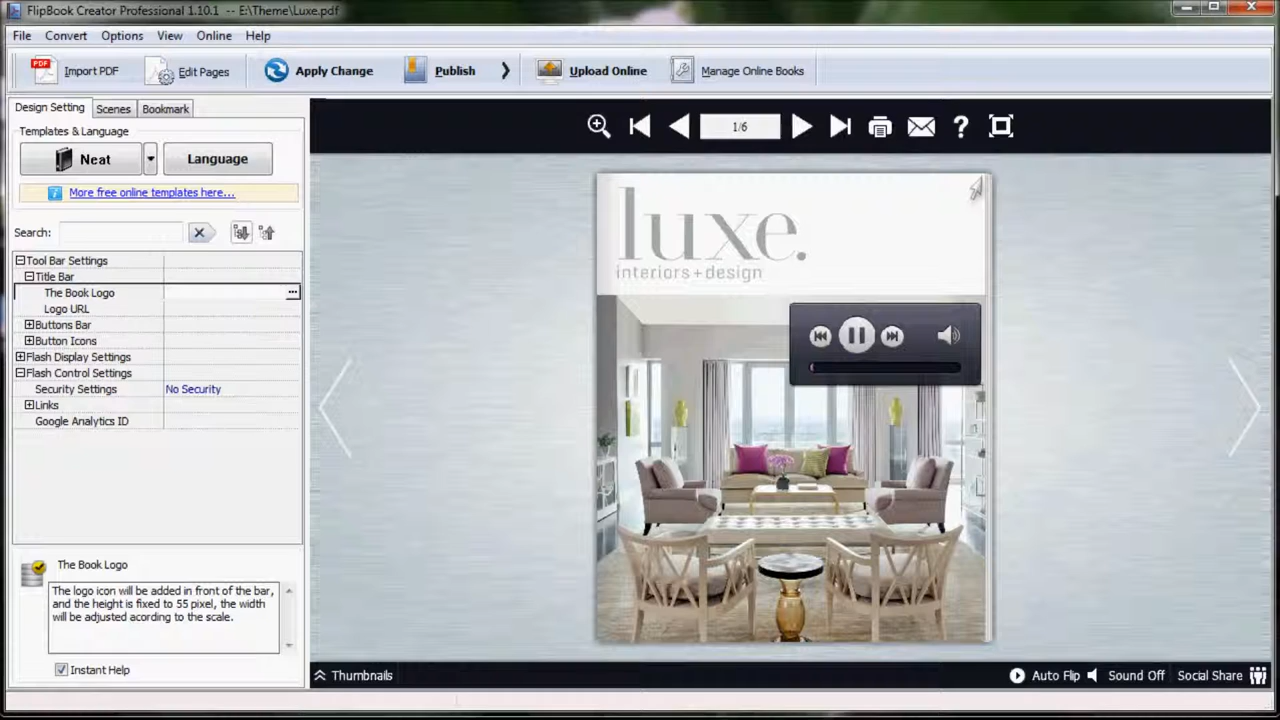 FlipBook Creator Professional 1.10.1 -- E:\Theme\Luxe.pdf
File Convert Options View Online Help
PDF Import PDF Edit Pages Apply Change Publish Upload Online Manage Online Books
Design Setting Scenes Bookmark
Templates & Language
Neat Language
More free online templates here...
Search:
Tool Bar Settings
Title Bar
The Book Logo ...
Logo URL
Buttons Bar
Button Icons
Flash Display Settings
Flash Control Settings
Security Settings No Security
Links
Google Analytics ID
The Book Logo
The logo icon will be added in front of the bar,
and the height is fixed to 55 pixel, the width
will be adjusted acording to the scale.
Instant Help
1/6 ?
luxe.
interiors+design
Thumbnails Auto Flip Sound Off Social Share